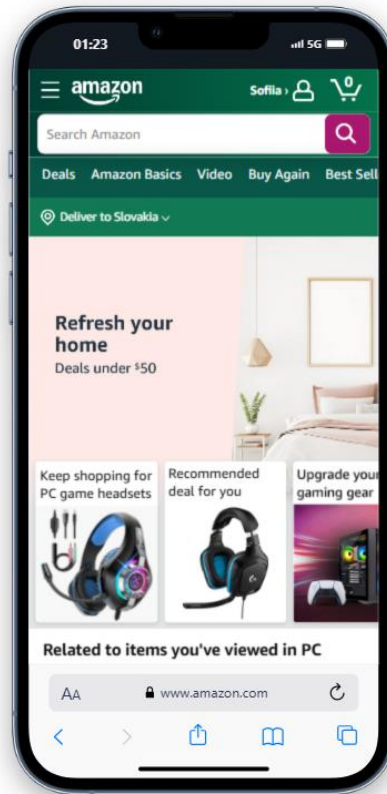 01:23
5G
amazon
Sofiia ›
0
Search Amazon
Deals Amazon Basics Video Buy Again Best Sell
Deliver to Slovakia
Refresh your
home
Deals under $50
Keep shopping for
PC game headsets
Recommended
deal for you
Upgrade your
gaming gear
Related to items you've viewed in PC
AA
www.amazon.com